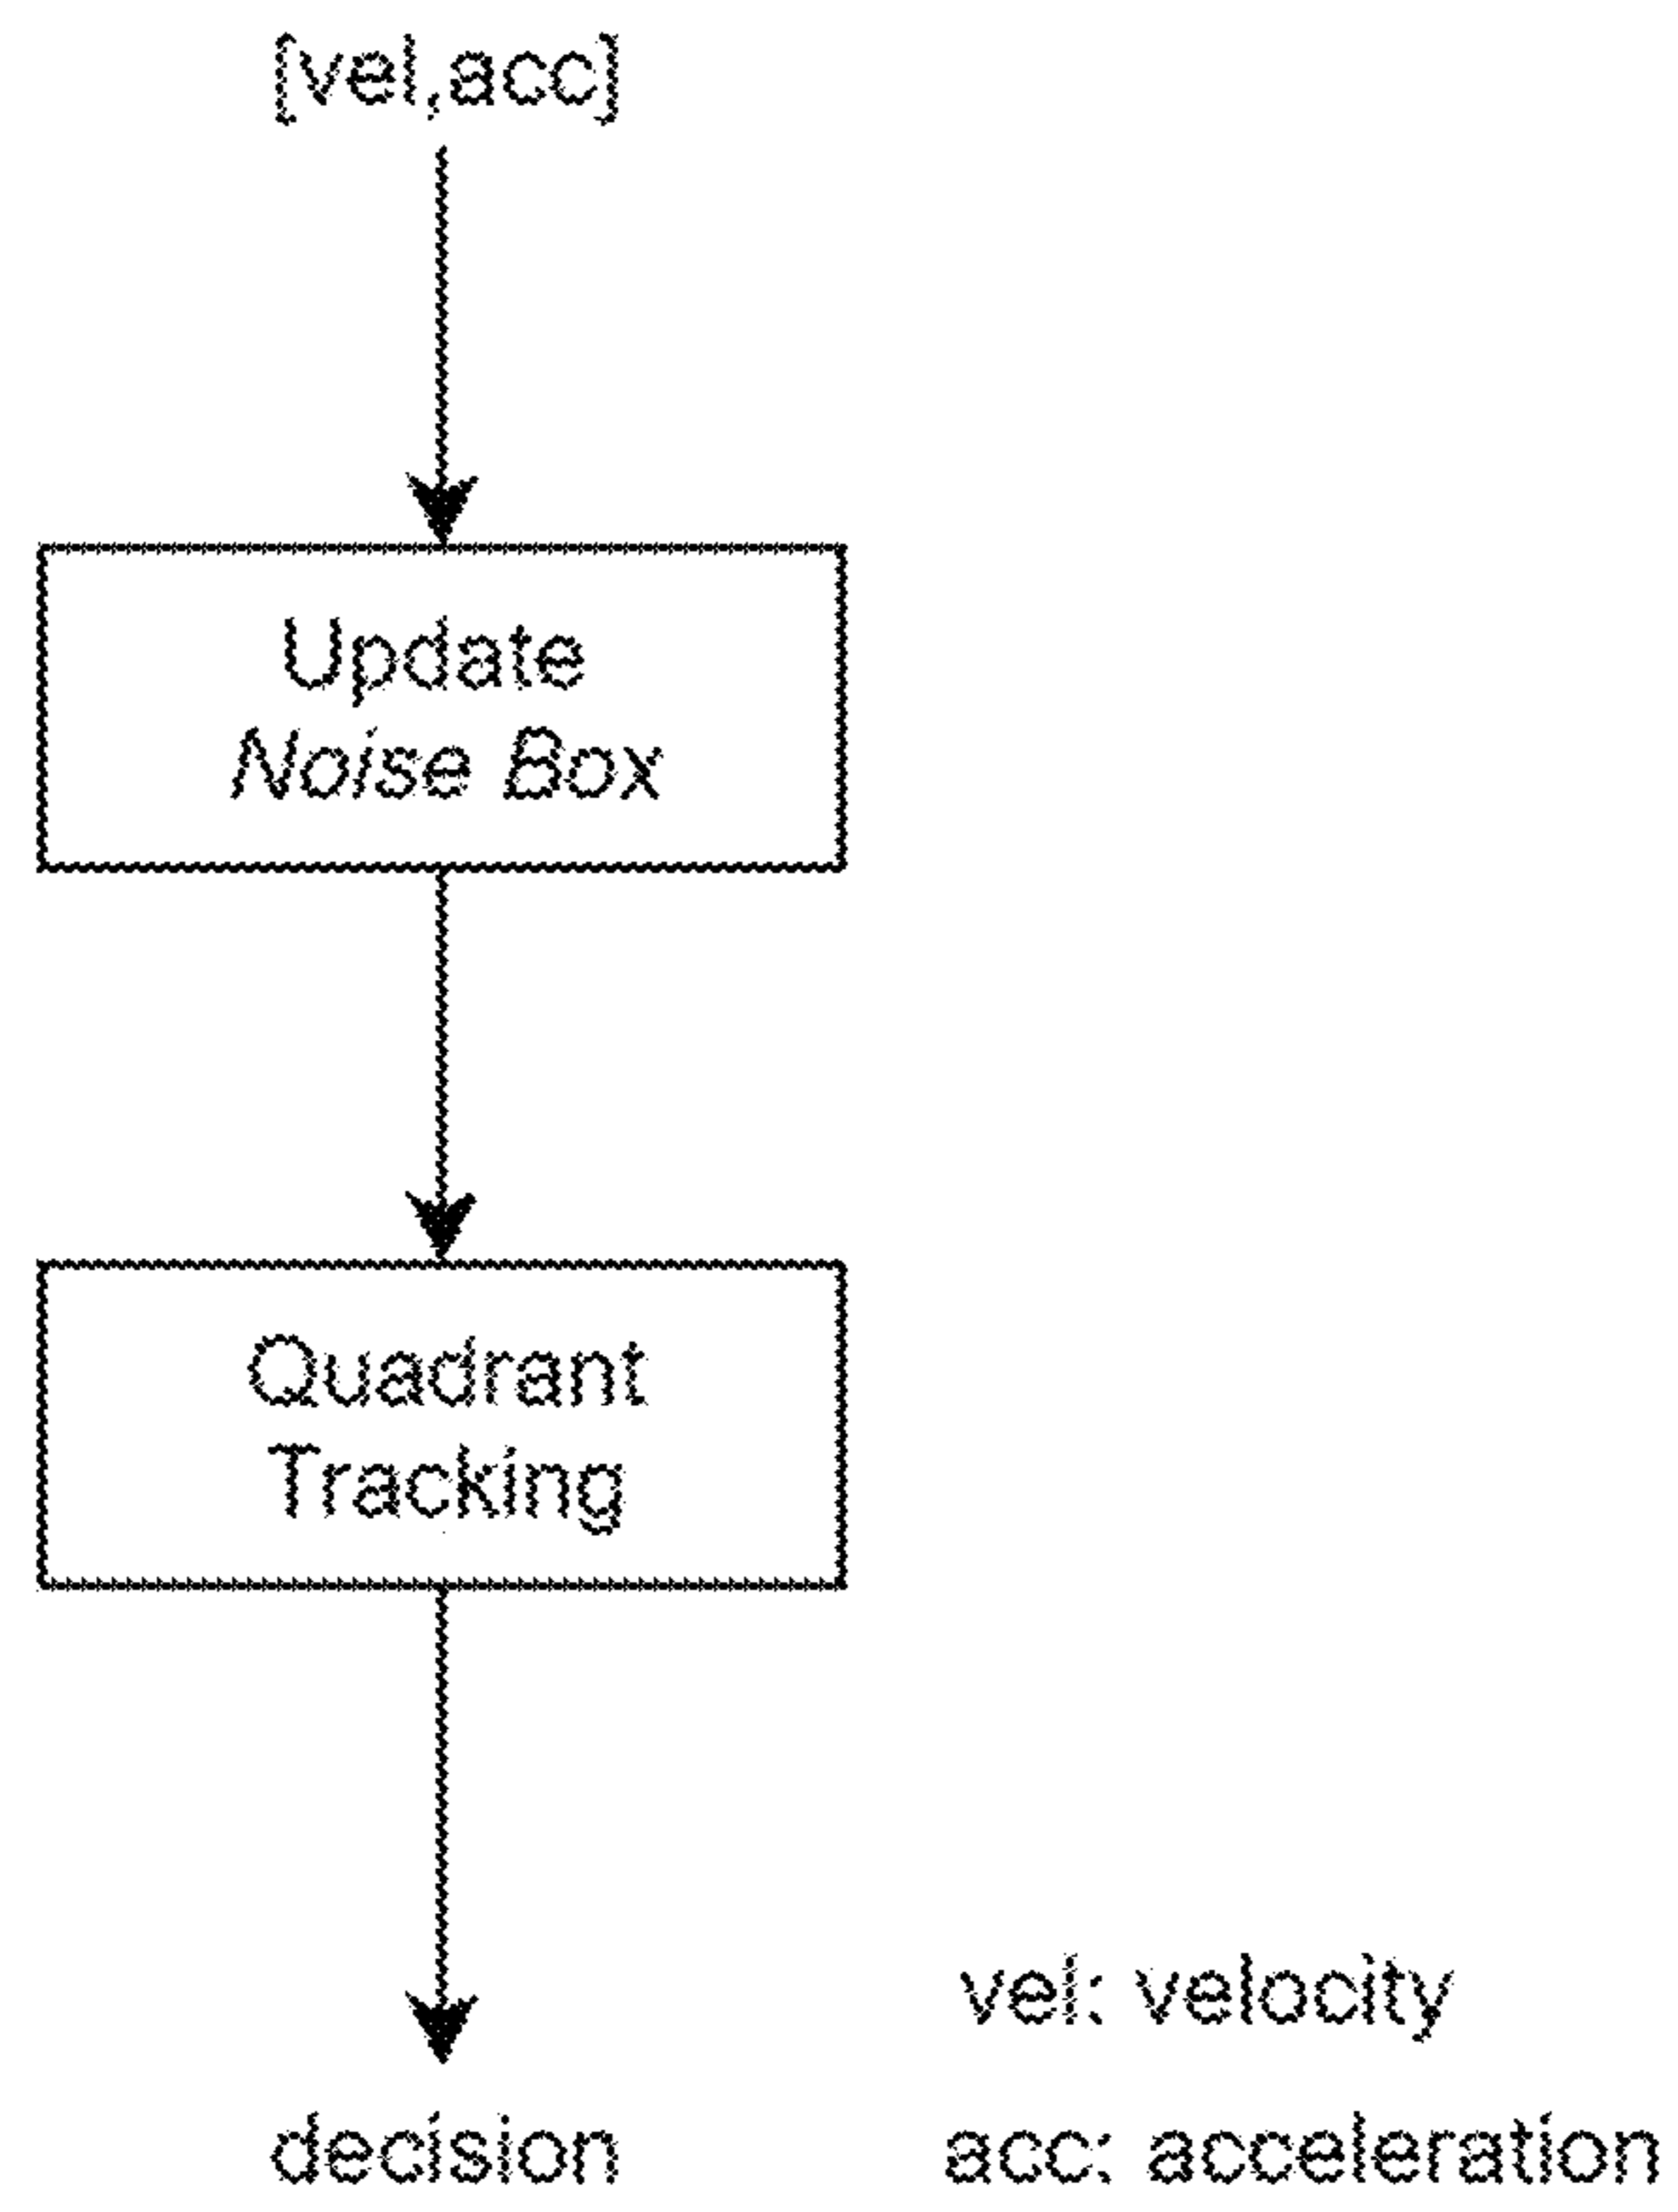 [vel,acc]
Update
Noise Box
Quadrant
Tracking
decision
vel: velocity
acc: acceleration